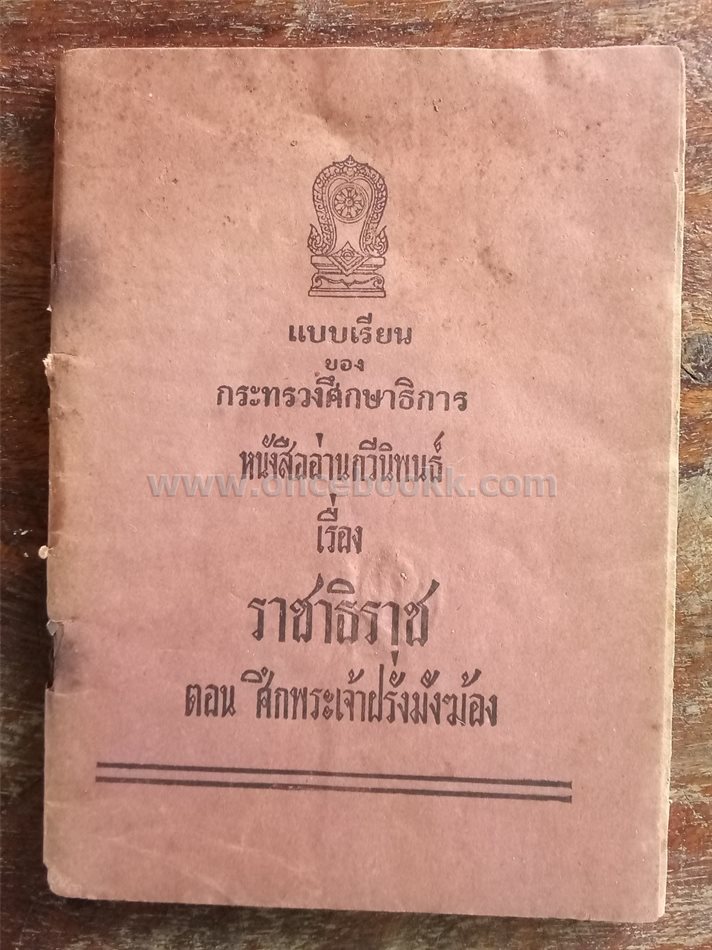 แบบเรียน
ของ
กระทรวงศึกษาธิการ
หนังสืออ่านกวีนิพนธ์
www.oncebookk.com
เรื่อง
ราชาธิราช
ตอน ศึกพระเจ้าฝรั่งมังฆ้อง